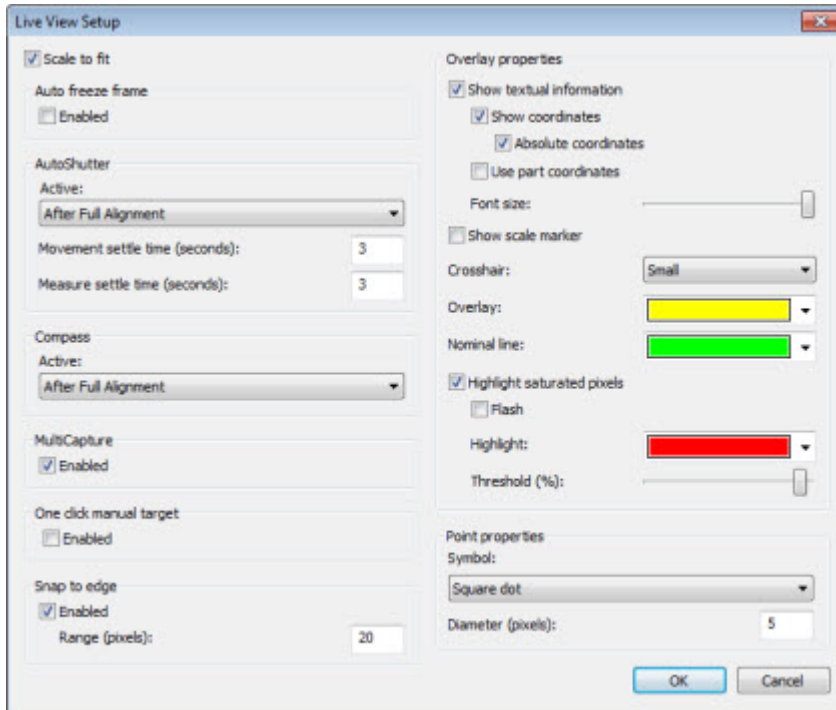 Live View Setup
Scale to fit
Auto freeze frame
Enabled
AutoShutter
Active:
After Full Alignment
Movement settle time (seconds): 3
Measure settle time (seconds): 3
Compass
Active:
After Full Alignment
MultiCapture
Enabled
One click manual target
Enabled
Snap to edge
Enabled
Range (pixels): 20
Overlay properties
Show textual information
Show coordinates
Absolute coordinates
Use part coordinates
Font size:
Show scale marker
Crosshair: Small
Overlay:
Nominal line:
Highlight saturated pixels
Flash
Highlight:
Threshold (%):
Point properties
Symbol:
Square dot
Diameter (pixels): 5
OK Cancel